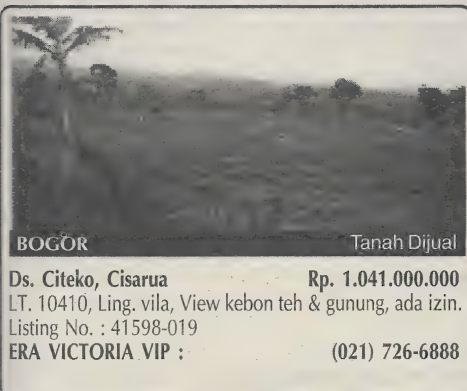 BOGOR Tanah Dijual
Ds. Citeko, Cisarua Rp. 1.041.000.000
LT. 10410, Ling. vila, View kebon teh & gunung, ada izin.
Listing No. : 41598-019
ERA VICTORIA VIP : (021) 726-6888